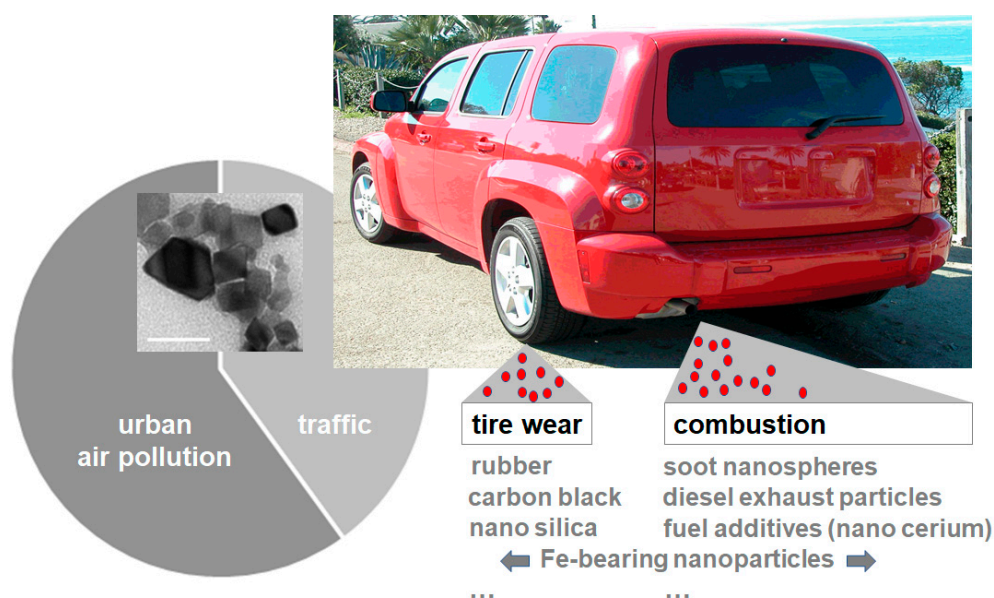 urban
air pollution
traffic
tire wear
rubber
carbon black
nano silica
combustion
soot nanospheres
diesel exhaust particles
fuel additives (nano cerium)
Fe-bearing nanoparticles
...
...